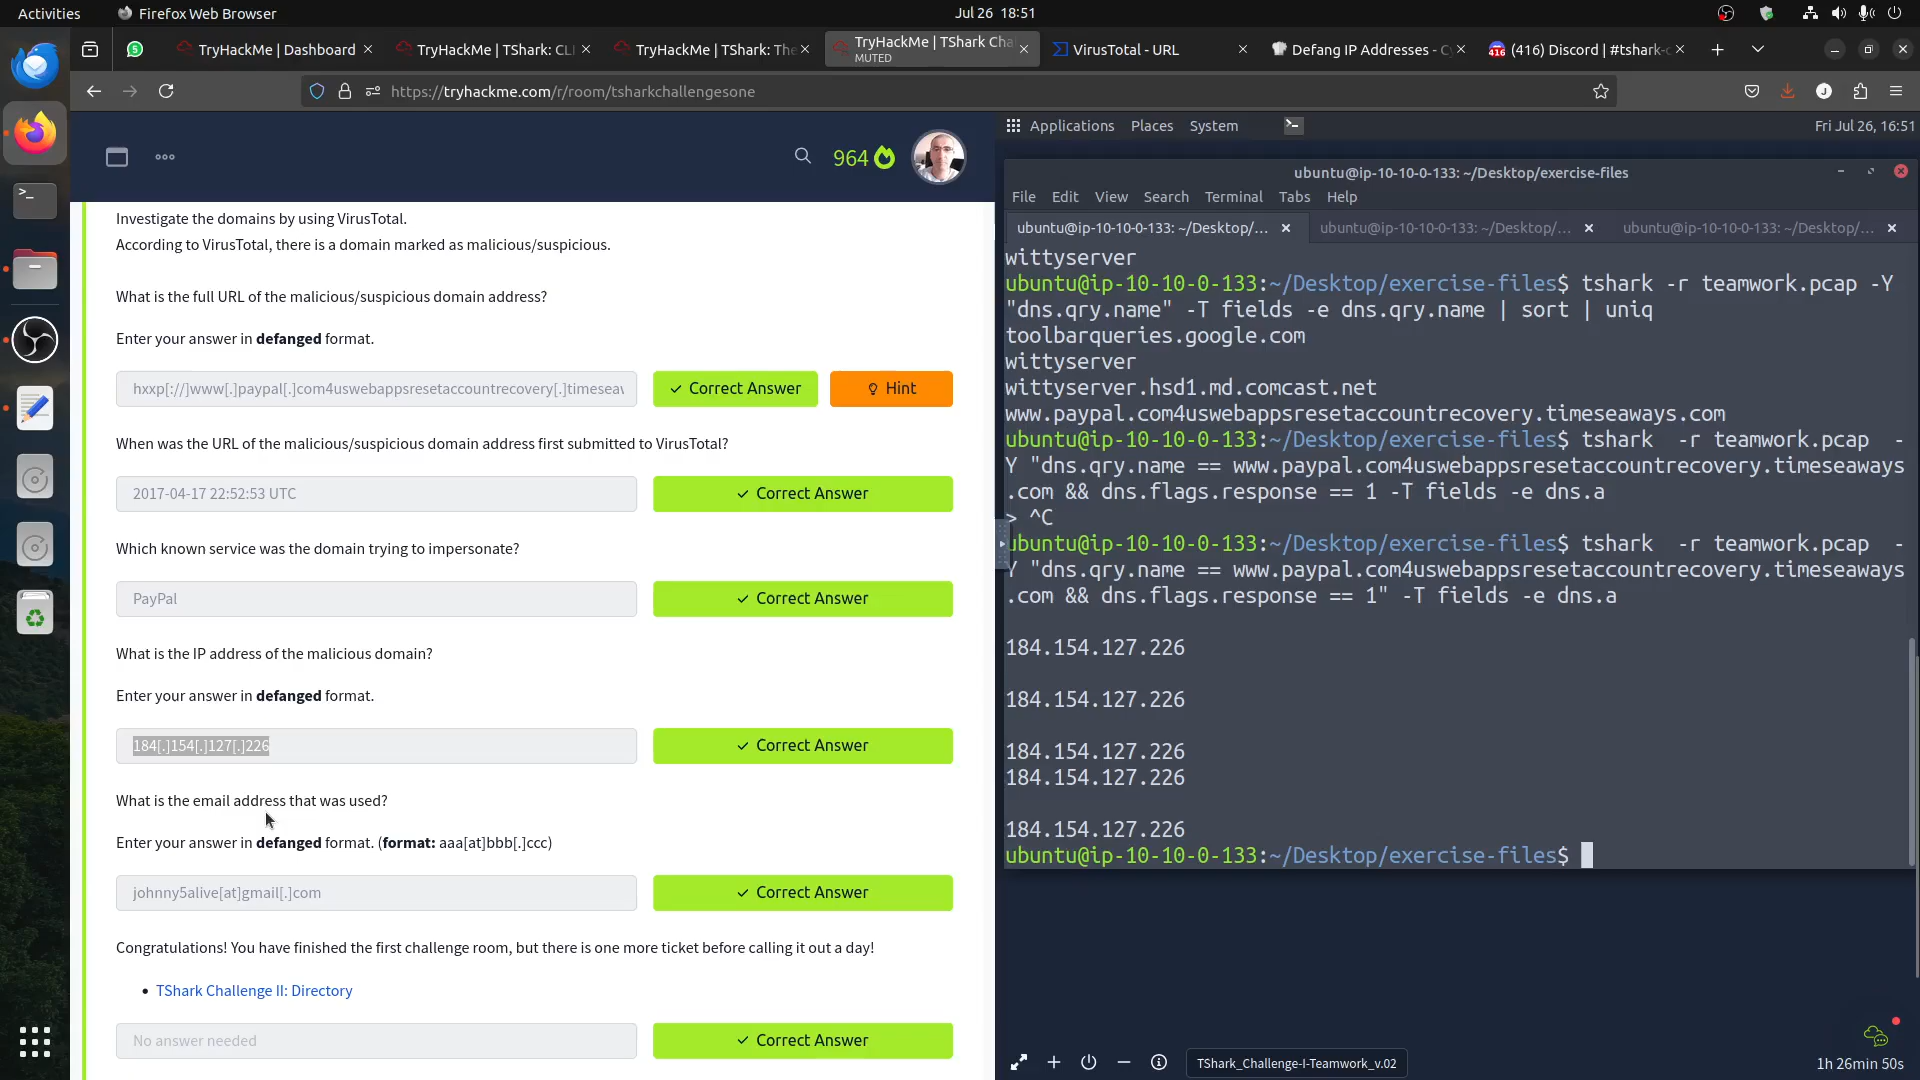 Activities
Firefox Web Browser
Jul 26 18:51
TryHackMe | Dashboard
TryHackMe | TShark: CLI
TryHackMe | TShark: The
TryHackMe | TShark Cha
MUTED
VirusTotal - URL
Defang IP Addresses - Cy
(416) Discord | #tshark-c
https://tryhackme.com/r/room/tsharkchallengesone
964
Investigate the domains by using VirusTotal.
According to VirusTotal, there is a domain marked as malicious/suspicious.
What is the full URL of the malicious/suspicious domain address?
Enter your answer in defanged format.
hxxp[://]www[.]paypal[.]com4uswebappsresetaccountrecovery[.]timeseaw
Correct Answer
Hint
When was the URL of the malicious/suspicious domain address first submitted to VirusTotal?
2017-04-17 22:52:53 UTC
Correct Answer
Which known service was the domain trying to impersonate?
PayPal
Correct Answer
What is the IP address of the malicious domain?
Enter your answer in defanged format.
184[.]154[.]127[.]226
Correct Answer
What is the email address that was used?
Enter your answer in defanged format. (format: aaa[at]bbb[.]ccc)
johnny5alive[at]gmail[.]com
Correct Answer
Congratulations! You have finished the first challenge room, but there is one more ticket before calling it out a day!
• TShark Challenge II: Directory
No answer needed
Correct Answer
Applications Places System
Fri Jul 26, 16:51
ubuntu@ip-10-10-0-133: ~/Desktop/exercise-files
File Edit View Search Terminal Tabs Help
ubuntu@ip-10-10-0-133: ~/Desktop/...
ubuntu@ip-10-10-0-133: ~/Desktop/...
ubuntu@ip-10-10-0-133: ~/Desktop/...
wittyserver
ubuntu@ip-10-10-0-133:~/Desktop/exercise-files$ tshark -r teamwork.pcap -Y
"dns.qry.name" -T fields -e dns.qry.name | sort | uniq
toolbarqueries.google.com
wittyserver
wittyserver.hsd1.md.comcast.net
www.paypal.com4uswebappsresetaccountrecovery.timeseaways.com
ubuntu@ip-10-10-0-133:~/Desktop/exercise-files$ tshark  -r teamwork.pcap  -
Y "dns.qry.name == www.paypal.com4uswebappsresetaccountrecovery.timeseaways
.com && dns.flags.response == 1 -T fields -e dns.a
> ^C
ubuntu@ip-10-10-0-133:~/Desktop/exercise-files$ tshark  -r teamwork.pcap  -
Y "dns.qry.name == www.paypal.com4uswebappsresetaccountrecovery.timeseaways
.com && dns.flags.response == 1" -T fields -e dns.a
184.154.127.226
184.154.127.226
184.154.127.226
184.154.127.226
184.154.127.226
ubuntu@ip-10-10-0-133:~/Desktop/exercise-files$
TShark_Challenge-I-Teamwork_v.02
1h 26min 50s